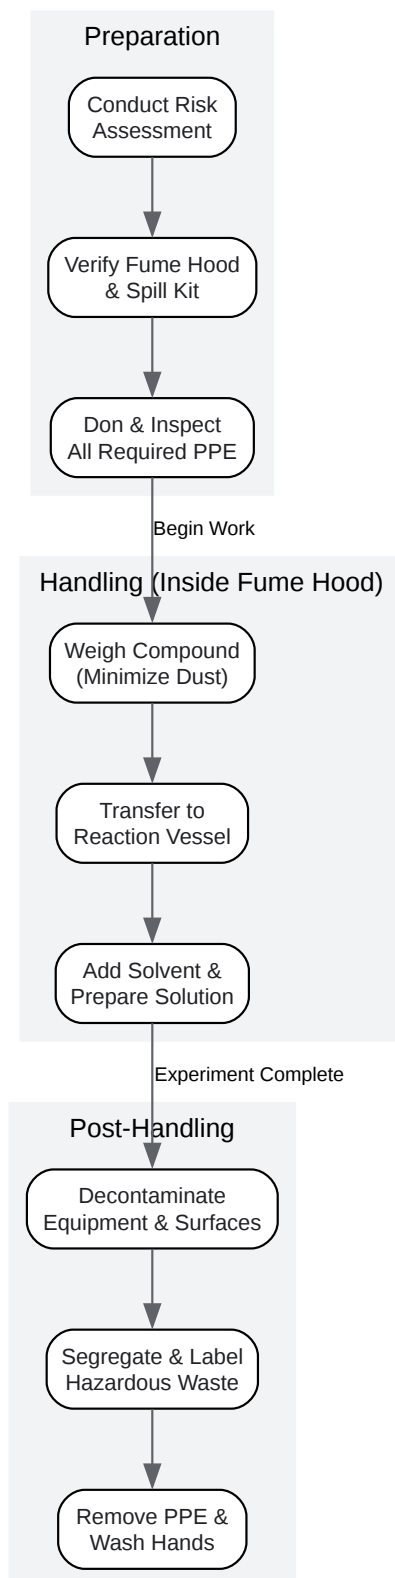 Preparation
Conduct Risk
Assessment
Verify Fume Hood
& Spill Kit
Don & Inspect
All Required PPE
Begin Work
Handling (Inside Fume Hood)
Weigh Compound
(Minimize Dust)
Transfer to
Reaction Vessel
Add Solvent &
Prepare Solution
Experiment Complete
Post-Handling
Decontaminate
Equipment & Surfaces
Segregate & Label
Hazardous Waste
Remove PPE &
Wash Hands